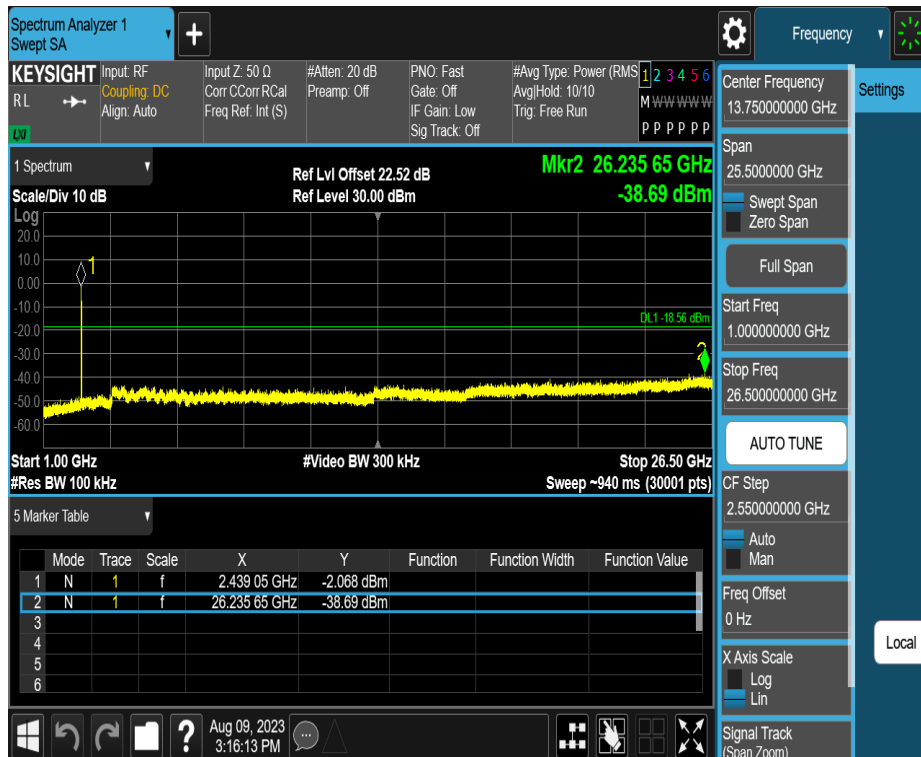 Spectrum Analyzer 1
Swept SA
Frequency
KEYSIGHT
RL
LXI
Input: RF
Coupling: DC
Align: Auto
Input Z: 50 Ω
Corr CCorr RCal
Freq Ref: Int (S)
#Atten: 20 dB
Preamp: Off
PNO: Fast
Gate: Off
IF Gain: Low
Sig Track: Off
#Avg Type: Power (RMS
Avg|Hold: 10/10
Trig: Free Run
1 2 3 4 5 6
M W W W W W
P P P P P P
1 Spectrum
Scale/Div 10 dB
Ref Lvl Offset 22.52 dB
Ref Level 30.00 dBm
Mkr2 26.235 65 GHz
-38.69 dBm
Log
20.0
10.0
0.00
-10.0
-20.0
-30.0
-40.0
-50.0
-60.0
1
DL1 -18.56 dBm
2
Start 1.00 GHz
#Video BW 300 kHz
Stop 26.50 GHz
#Res BW 100 kHz
Sweep ~940 ms (30001 pts)
5 Marker Table
Mode Trace Scale X Y Function Function Width Function Value
1 N 1 f 2.439 05 GHz -2.068 dBm
2 N 1 f 26.235 65 GHz -38.69 dBm
3
4
5
6
Aug 09, 2023
3:16:13 PM
Center Frequency
13.750000000 GHz
Settings
Span
25.5000000 GHz
Swept Span
Zero Span
Full Span
Start Freq
1.000000000 GHz
Stop Freq
26.500000000 GHz
AUTO TUNE
CF Step
2.550000000 GHz
Auto
Man
Freq Offset
0 Hz
Local
X Axis Scale
Log
Lin
Signal Track
(Span Zoom)